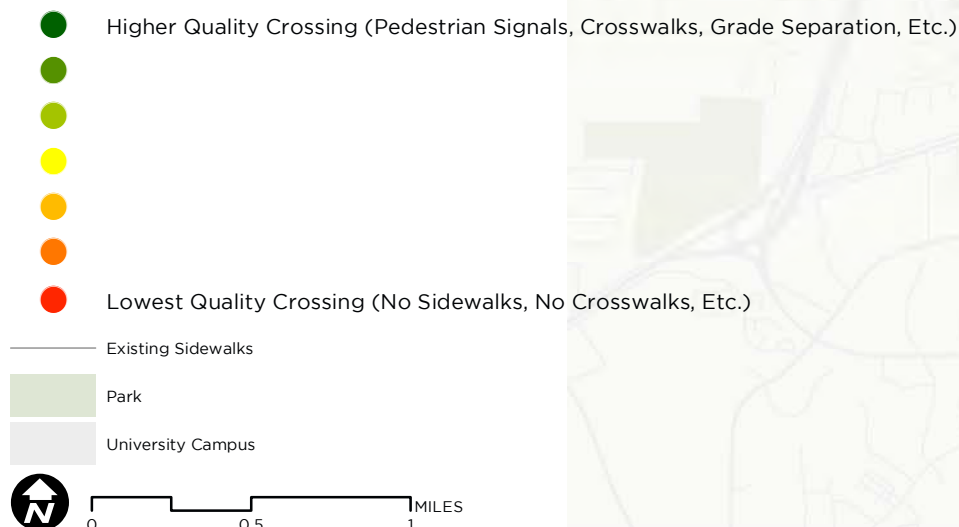 Higher Quality Crossing (Pedestrian Signals, Crosswalks, Grade Separation, Etc.)
Lowest Quality Crossing (No Sidewalks, No Crosswalks, Etc.)
Existing Sidewalks
Park
University Campus
N
MILES
0 0.5 1